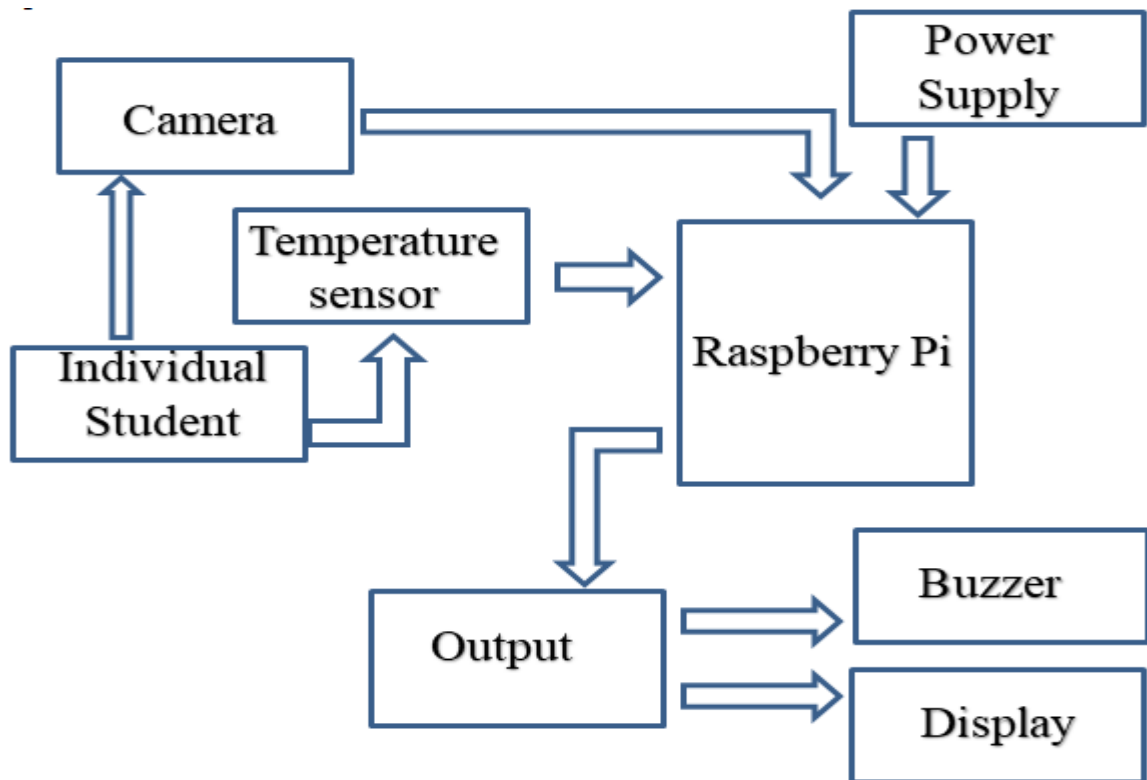 Camera
Power
Supply
Temperature
sensor
Individual
Student
Raspberry Pi
Output
Buzzer
Display